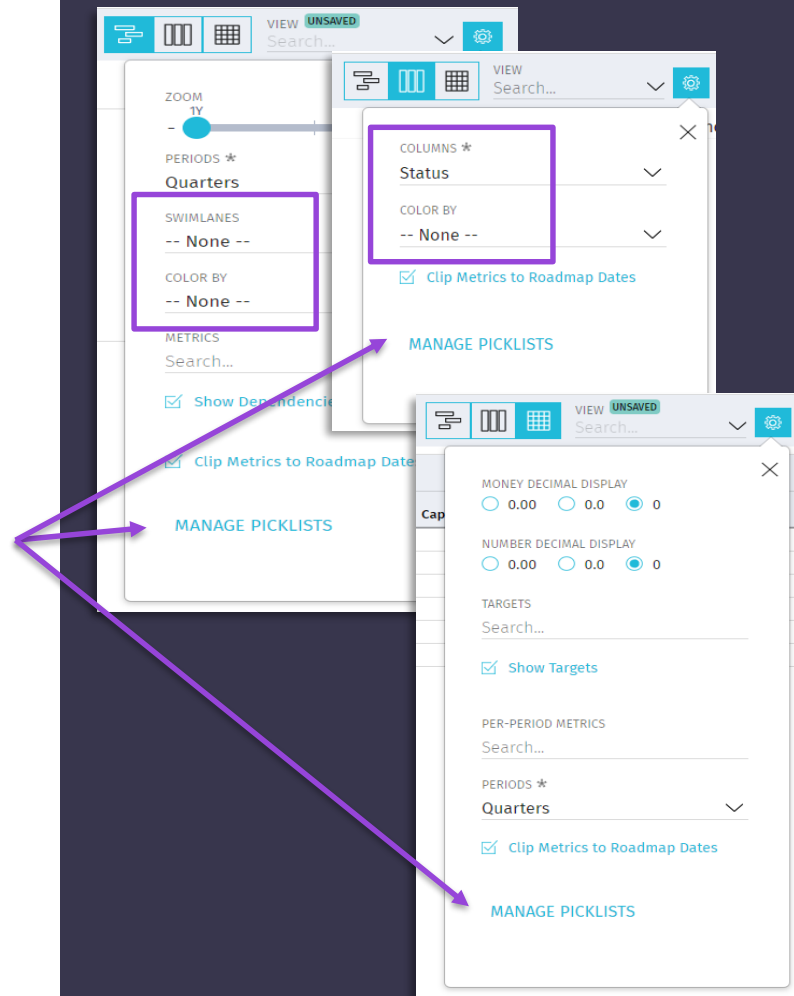 VIEW UNSAVED
Search...
ZOOM
1Y
-
PERIODS *
Quarters
SWIMLANES
-- None --
COLOR BY
-- None --
METRICS
Search...
Show Dependencie
Clip Metrics to Roadmap Date
MANAGE PICKLISTS
VIEW
Search...
COLUMNS *
Status
COLOR BY
-- None --
Clip Metrics to Roadmap Dates
MANAGE PICKLISTS
VIEW UNSAVED
Search...
Cap
MONEY DECIMAL DISPLAY
0.00 0.0 0
NUMBER DECIMAL DISPLAY
0.00 0.0 0
TARGETS
Search...
Show Targets
PER-PERIOD METRICS
Search...
PERIODS *
Quarters
Clip Metrics to Roadmap Dates
MANAGE PICKLISTS